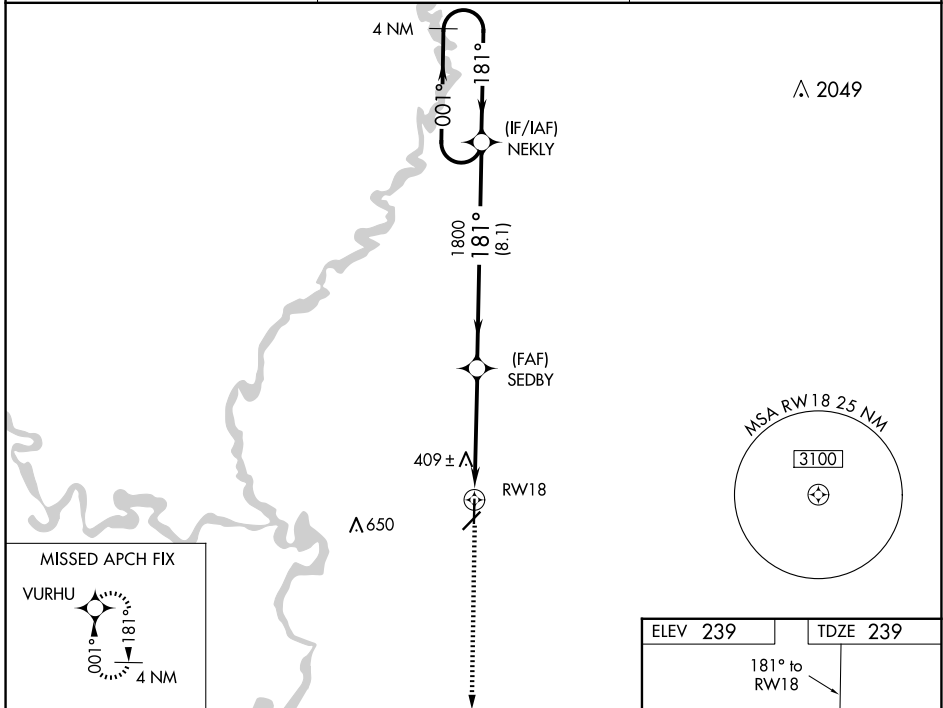 4 NM
001°
181°
2049
(IF/IAF)
NEKLY
1800
181°
(8.1)
(FAF)
SEDBY
409 ±
RW18
650
MSA RW18 25 NM
3100
MISSED APCH FIX
VURHU
001°
181°
4 NM
ELEV 239
TDZE 239
181° to
RW18